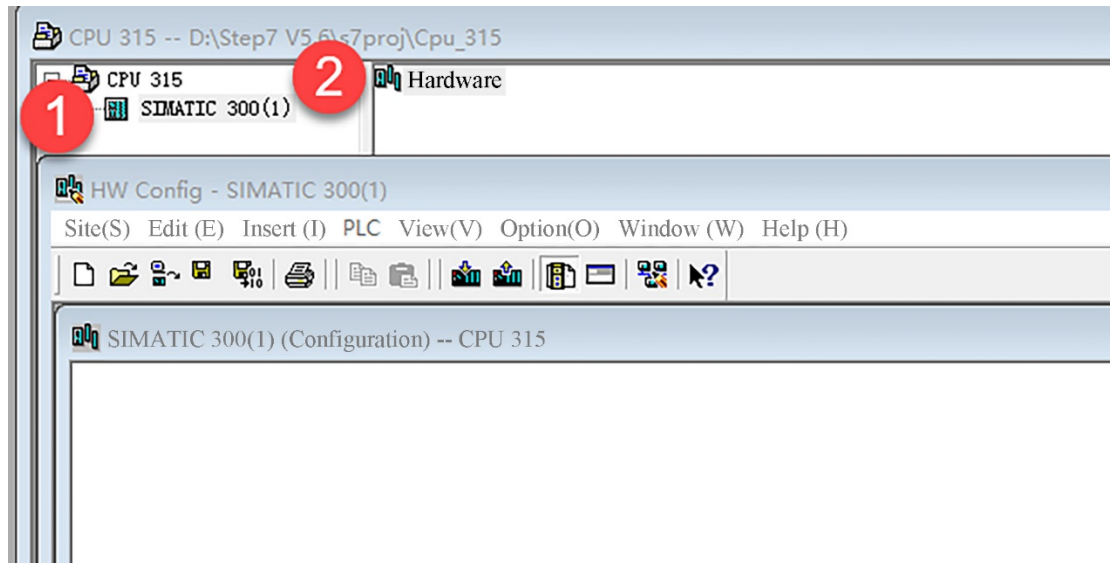 CPU 315 -- D:\Step7 V5.6\s7proj\Cpu_315
CPU 315
2
Hardware
1
SIMATIC 300(1)
HW Config - SIMATIC 300(1)
Site(S) Edit (E) Insert (I) PLC View(V) Option(O) Window (W) Help (H)
SIMATIC 300(1) (Configuration) -- CPU 315